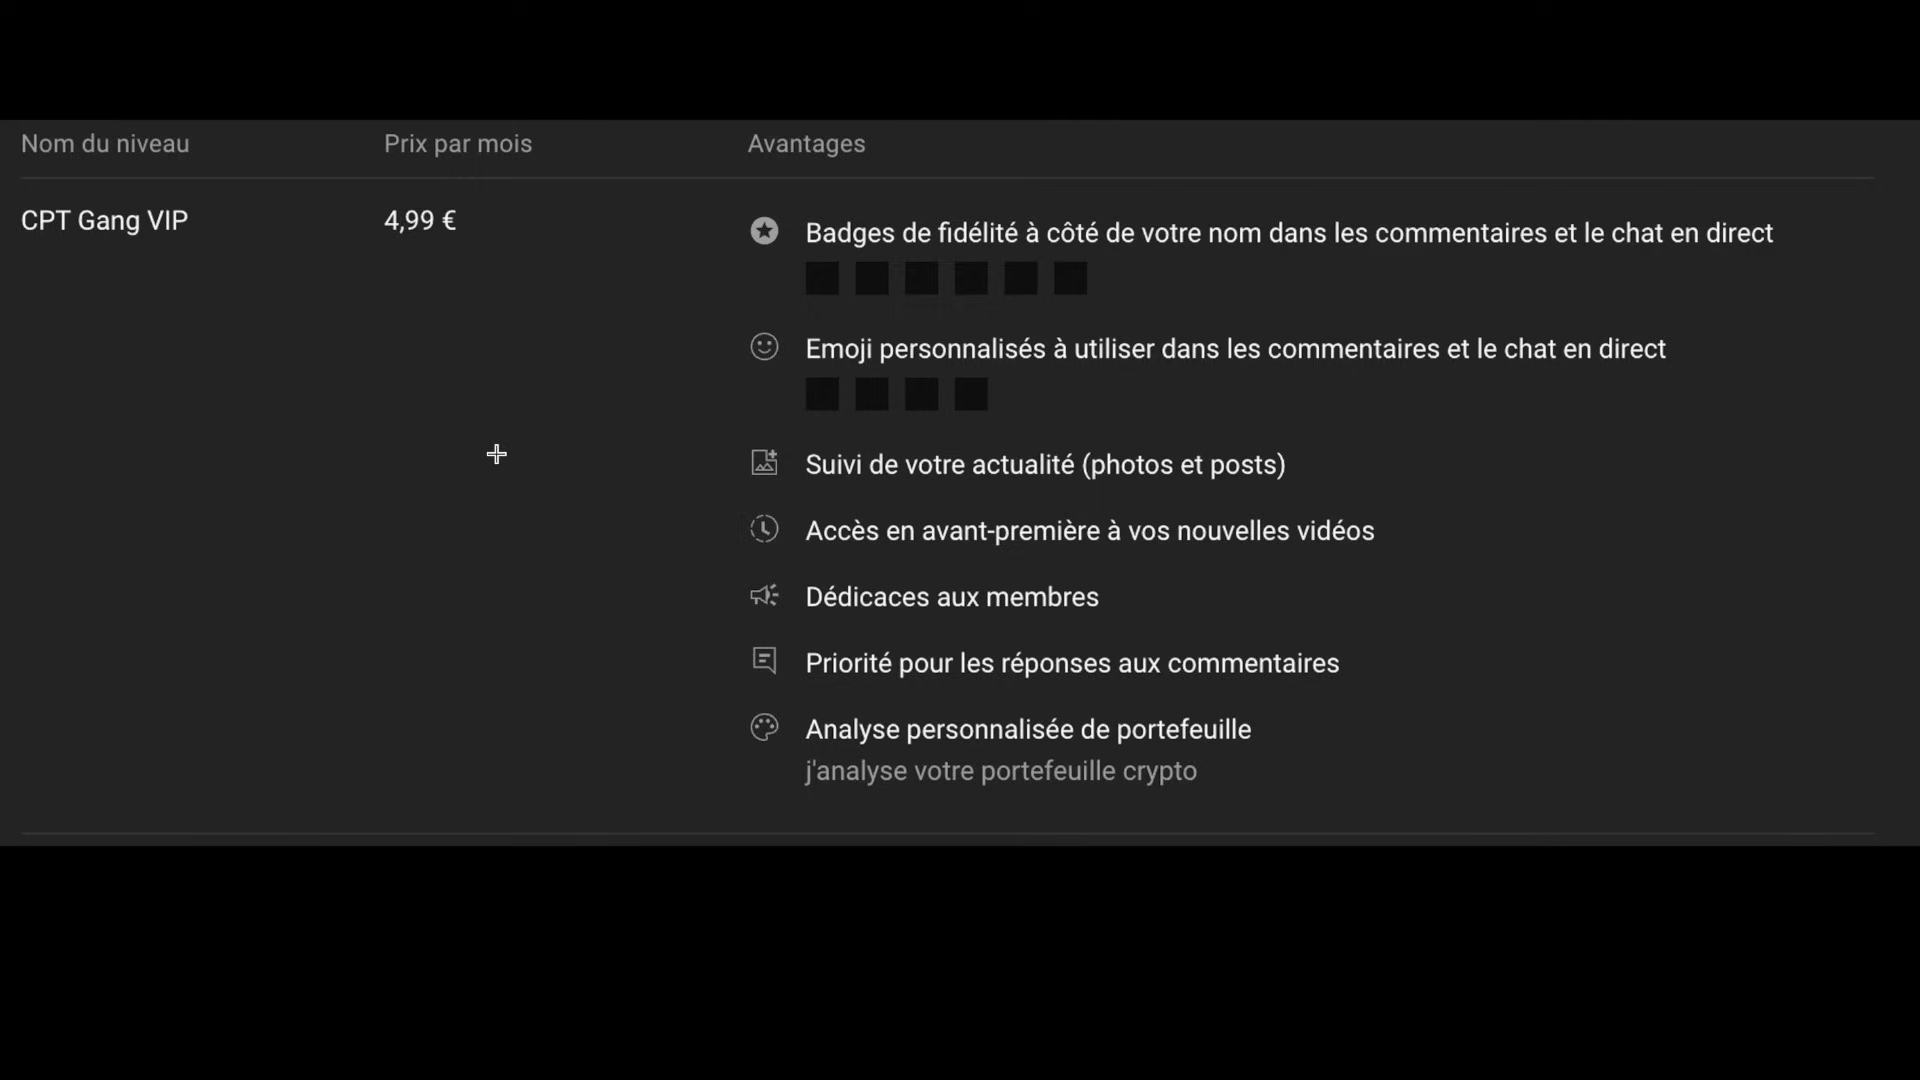 Nom du niveau Prix par mois Avantages
CPT Gang VIP 4,99 € Badges de fidélité à côté de votre nom dans les commentaires et le chat en direct
Emoji personnalisés à utiliser dans les commentaires et le chat en direct
Suivi de votre actualité (photos et posts)
Accès en avant-première à vos nouvelles vidéos
Dédicaces aux membres
Priorité pour les réponses aux commentaires
Analyse personnalisée de portefeuille
j'analyse votre portefeuille crypto